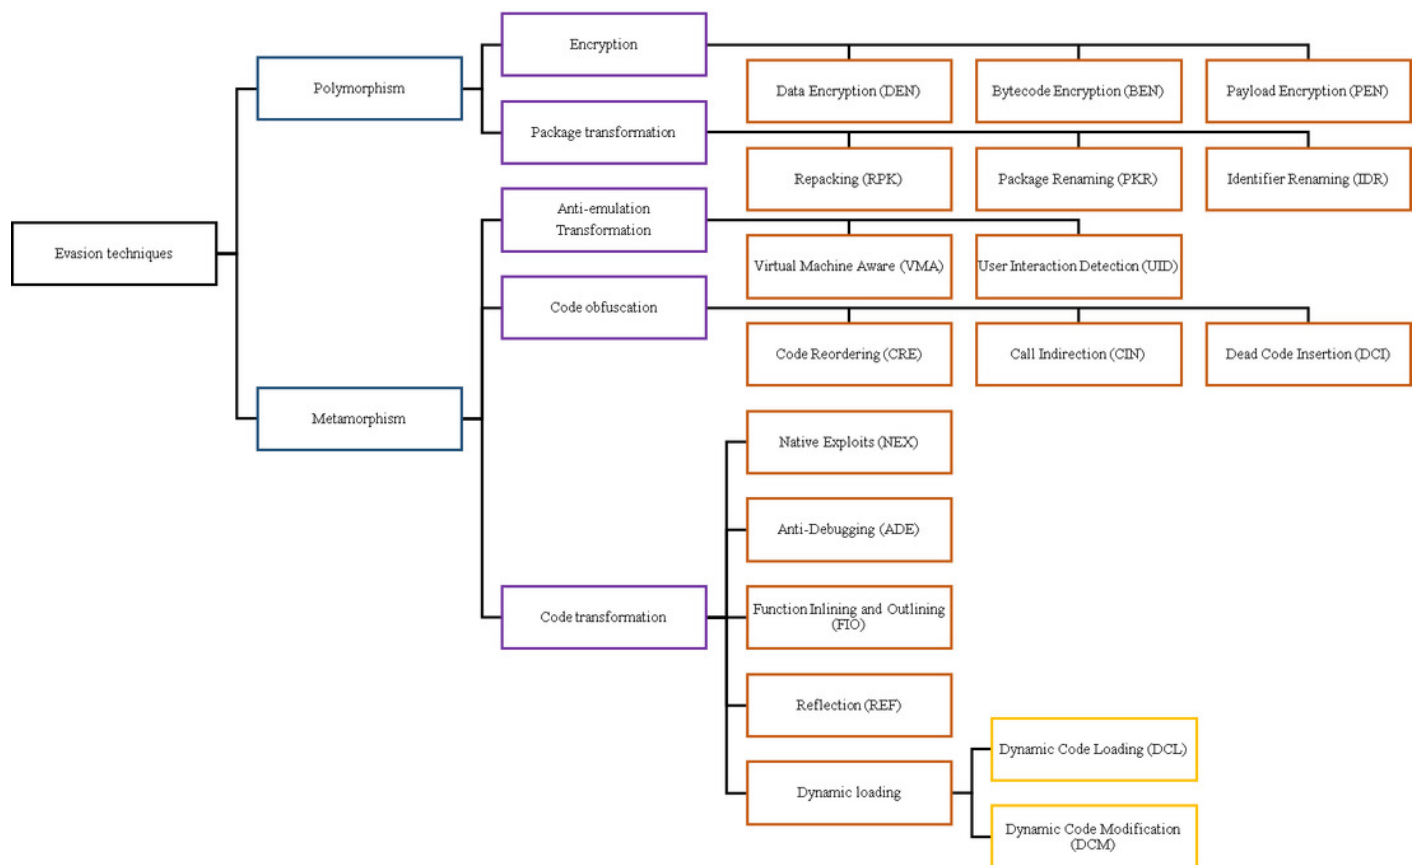 Encryption
Polymorphism
Data Encryption (DEN)
Bytecode Encryption (BEN)
Payload Encryption (PEN)
Package transformation
Repacking (RPK)
Package Renaming (PKR)
Identifier Renaming (IDR)
Anti-emulation
Transformation
Evasion techniques
Virtual Machine Aware (VMA)
User Interaction Detection (UID)
Code obfuscation
Code Reordering (CRE)
Call Indirection (CIN)
Dead Code Insertion (DCI)
Metamorphism
Native Exploits (NEX)
Anti-Debugging (ADE)
Code transformation
Function Inlining and Outlining
(FIO)
Reflection (REF)
Dynamic Code Loading (DCL)
Dynamic loading
Dynamic Code Modification
(DCM)